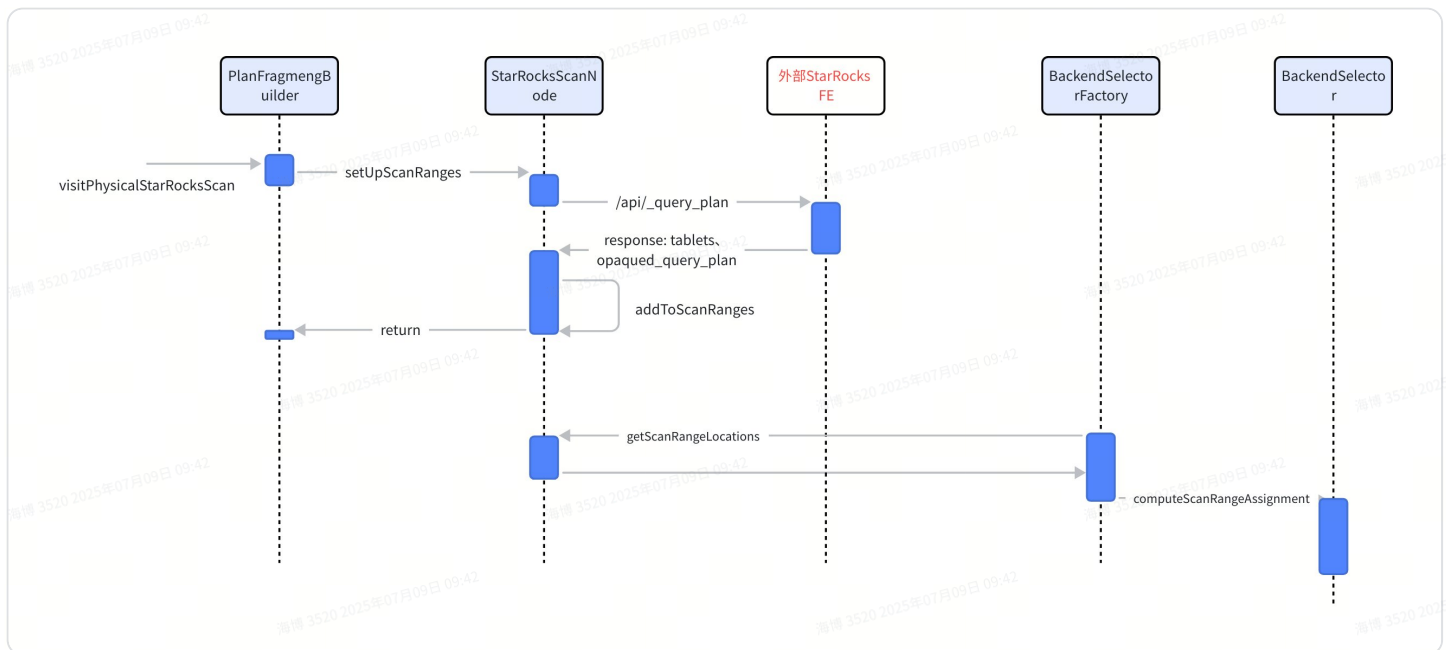 PlanFragmengB
uilder
StarRocksScanN
ode
外部StarRocks
FE
BackendSelecto
rFactory
BackendSelecto
r
visitPhysicalStarRocksScan
setUpScanRanges
/api/_query_plan
response: tablets、
opaqued_query_plan
addToScanRanges
return
getScanRangeLocations
computeScanRangeAssignment
海博 3520 2025年07月09日 09:42